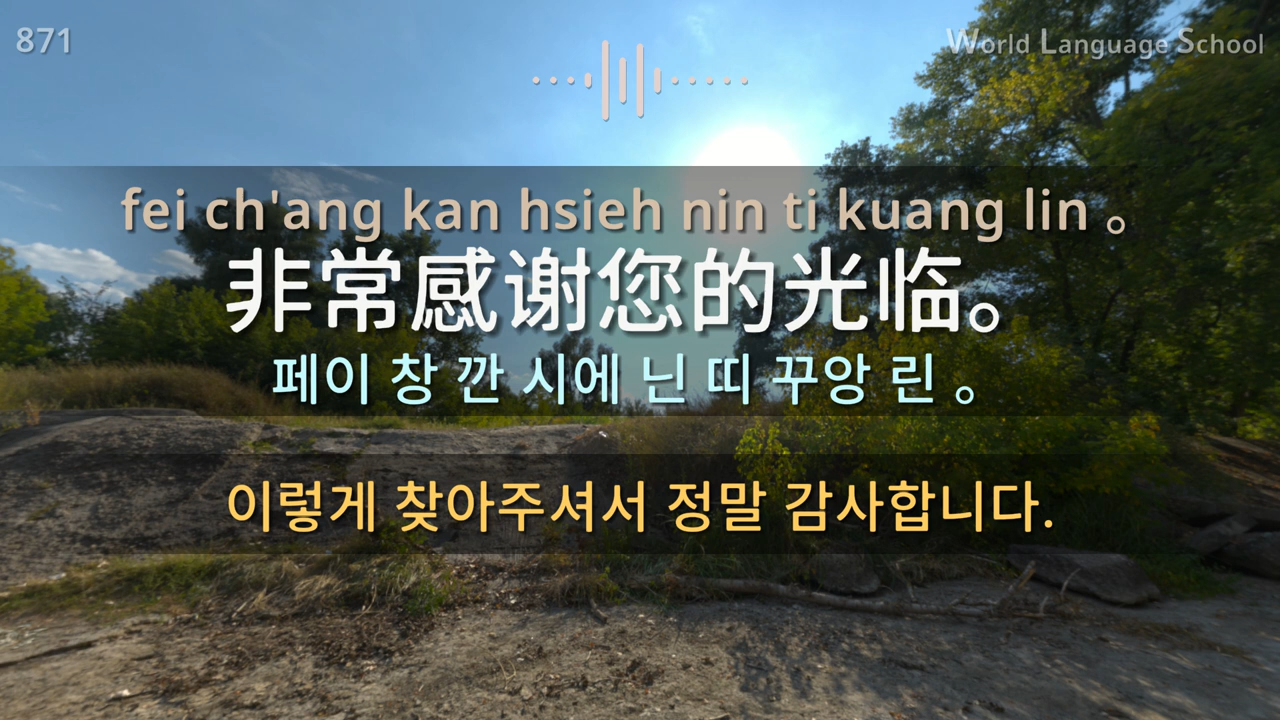 871
World Language School
fei ch'ang kan hsieh nin ti kuang lin 。
非常感谢您的光临。
페이 창 깐 시에 닌 띠 꾸앙 린 。
이렇게 찾아주셔서 정말 감사합니다.